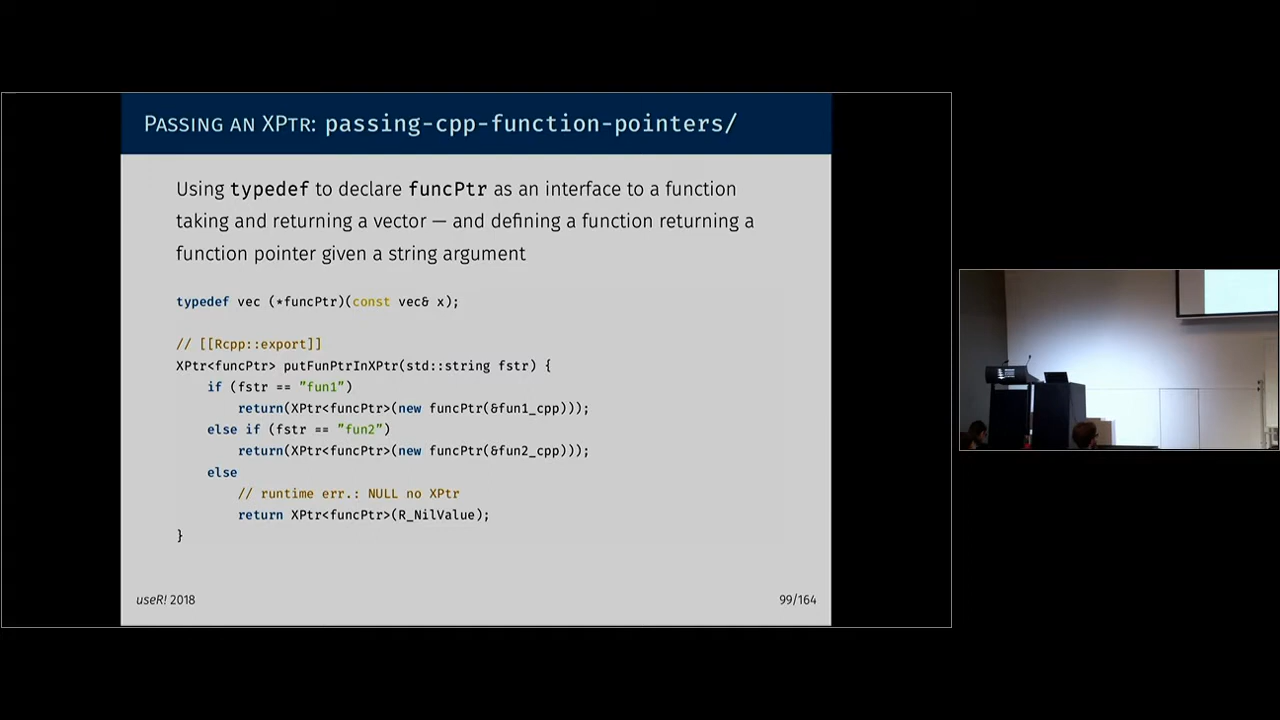 PASSING AN XPTR: passing-cpp-function-pointers/
Using typedef to declare funcPtr as an interface to a function
taking and returning a vector — and defining a function returning a
function pointer given a string argument
typedef vec (*funcPtr)(const vec& x);
// [[Rcpp::export]]
XPtr<funcPtr> putFunPtrInXPtr(std::string fstr) {
    if (fstr == "fun1")
        return(XPtr<funcPtr>(new funcPtr(&fun1_cpp)));
    else if (fstr == "fun2")
        return(XPtr<funcPtr>(new funcPtr(&fun2_cpp)));
    else
        // runtime err.: NULL no XPtr
        return XPtr<funcPtr>(R_NilValue);
}
useR! 2018
99/164